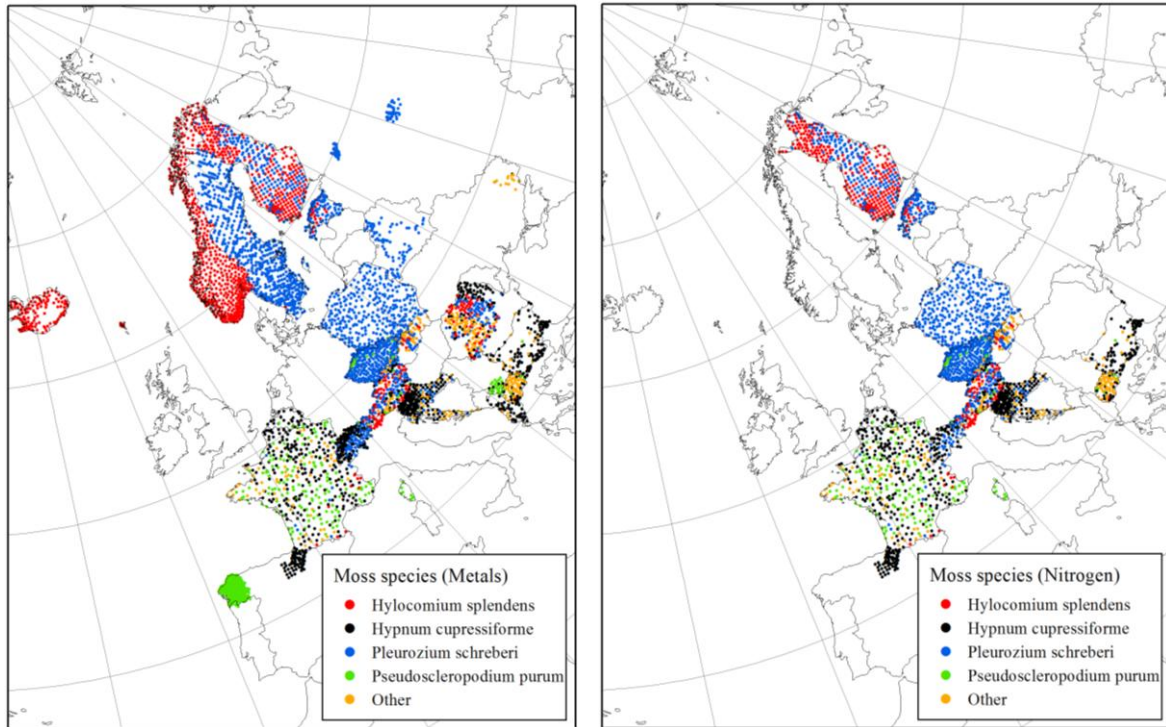 Moss species (Metals)
Hylocomium splendens
Hypnum cupressiforme
Pleurozium schreberi
Pseudoscleropodium purum
Other
Moss species (Nitrogen)
Hylocomium splendens
Hypnum cupressiforme
Pleurozium schreberi
Pseudoscleropodium purum
Other